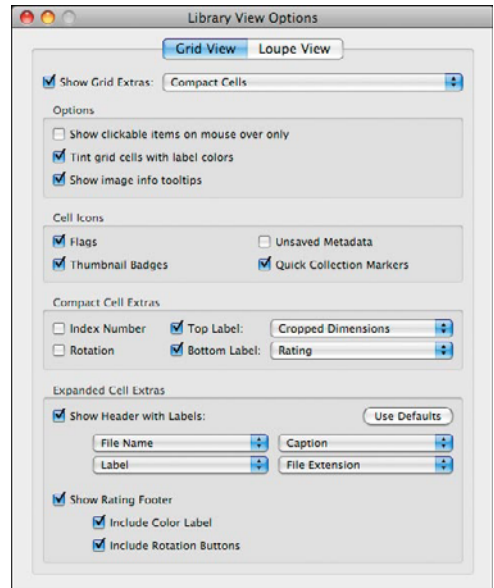 Library View Options
Grid View Loupe View
Show Grid Extras: Compact Cells
Options
Show clickable items on mouse over only
Tint grid cells with label colors
Show image info tooltips
Cell Icons
Flags Unsaved Metadata
Thumbnail Badges Quick Collection Markers
Compact Cell Extras
Index Number Top Label: Cropped Dimensions
Rotation Bottom Label: Rating
Expanded Cell Extras
Show Header with Labels: Use Defaults
File Name Caption
Label File Extension
Show Rating Footer
Include Color Label
Include Rotation Buttons